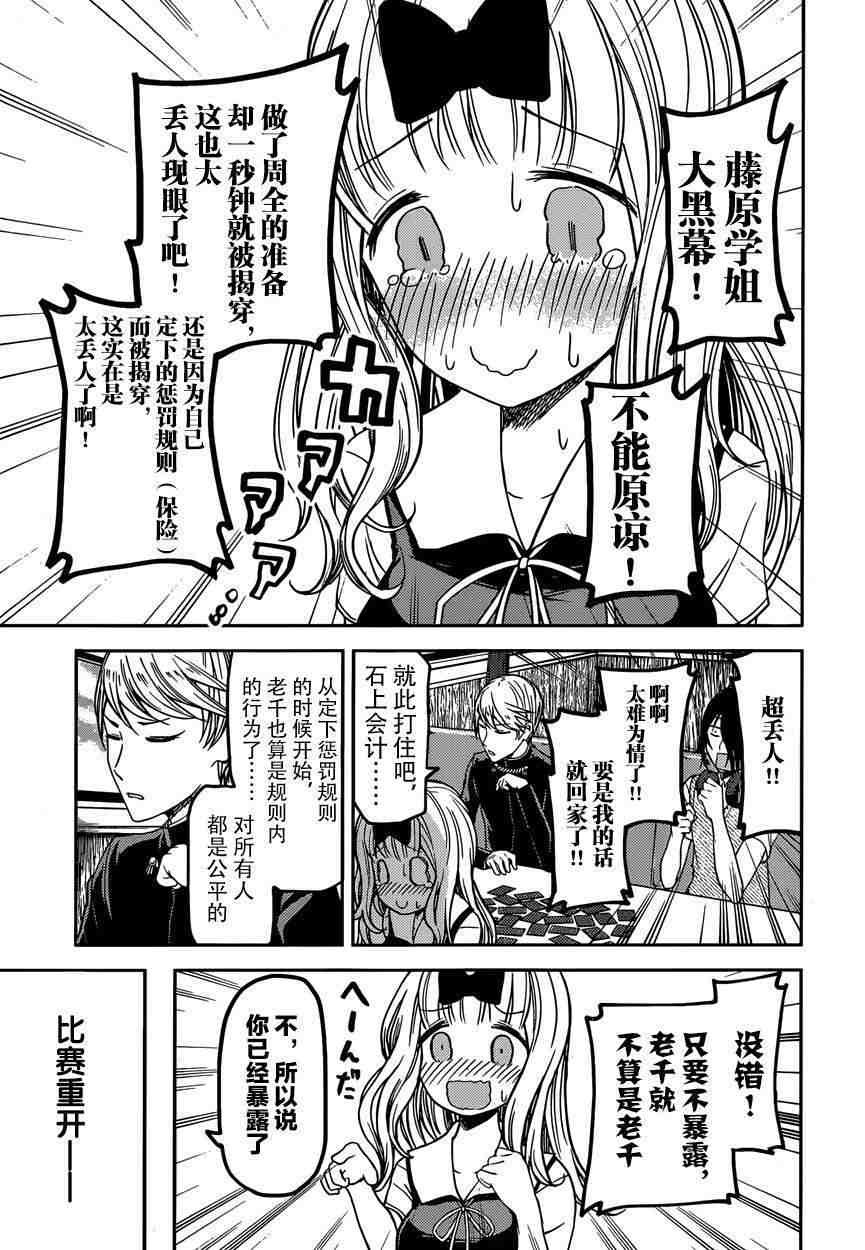 藤原学姐
大黑幕！
不能原谅！
做了周全的准备
却一秒钟就被揭穿，
这也太
丢人现眼了吧！
还是因为自己
定下的惩罚规则（保险）
而被揭穿，
这实在是
太丢人了啊！
カアアア…
超丢人!!
啊啊
太难为情了!!
要是我的话
就回家了!!
就此打住吧，
石上会计……
从定下惩罚规则
的时候开始，
老千也算是规则内
的行为了……
对所有人
都是公平的
没错！
只要不暴露，
老千就
不算是老千
へーんだ
不，所以说
你已经暴露了
比赛重开——